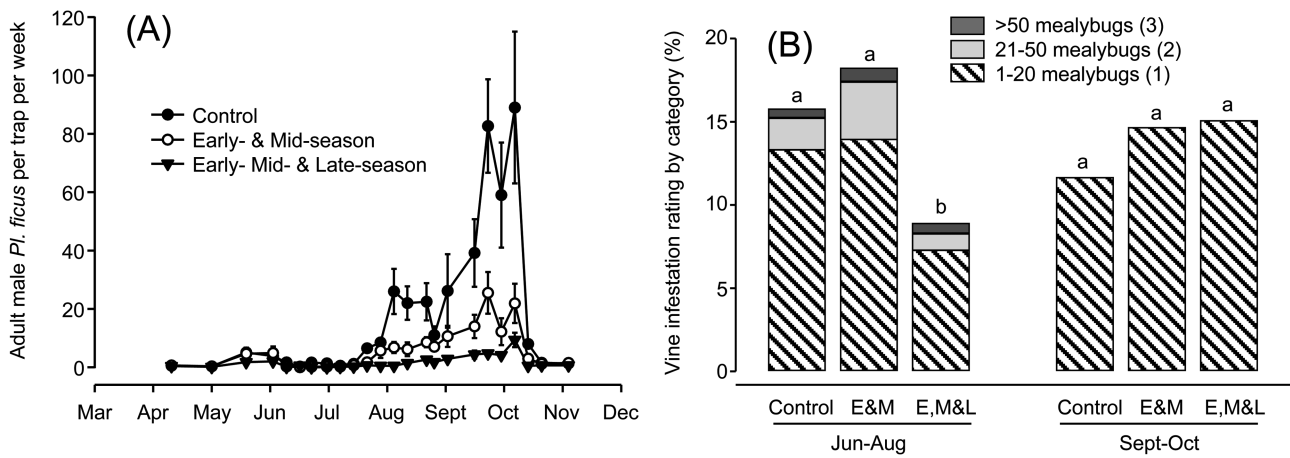 (A)
Adult male Pl. ficus per trap per week
120
100
80
60
40
20
0
Control
Early- & Mid-season
Early- Mid- & Late-season
Mar Apr May Jun Jul Aug Sept Oct Nov Dec
(B)
Vine infestation rating by category (%)
20
15
10
5
0
>50 mealybugs (3)
21-50 mealybugs (2)
1-20 mealybugs (1)
a a b a a a
Control E&M E,M&L Control E&M E,M&L
Jun-Aug Sept-Oct